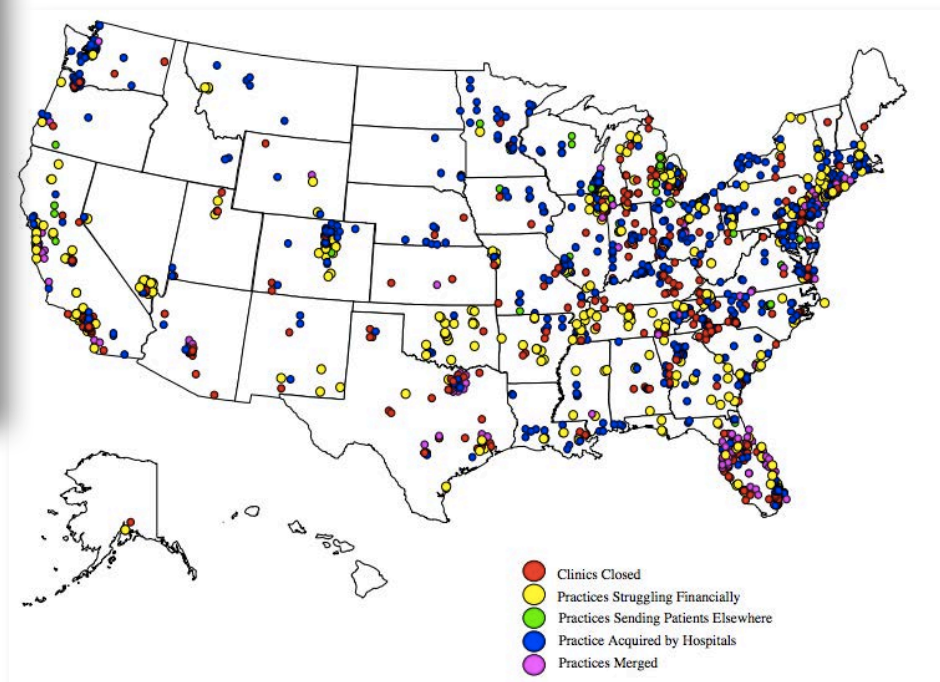 Clinics Closed
Practices Struggling Financially
Practices Sending Patients Elsewhere
Practice Acquired by Hospitals
Practices Merged